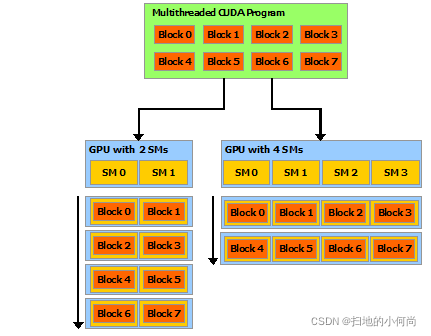 Multithreaded CUDA Program
Block 0 Block 1 Block 2 Block 3
Block 4 Block 5 Block 6 Block 7
GPU with 2 SMs
SM 0 SM 1
Block 0 Block 1
Block 2 Block 3
Block 4 Block 5
Block 6 Block 7
GPU with 4 SMs
SM 0 SM 1 SM 2 SM 3
Block 0 Block 1 Block 2 Block 3
Block 4 Block 5 Block 6 Block 7
CSDN @扫地的小何尚